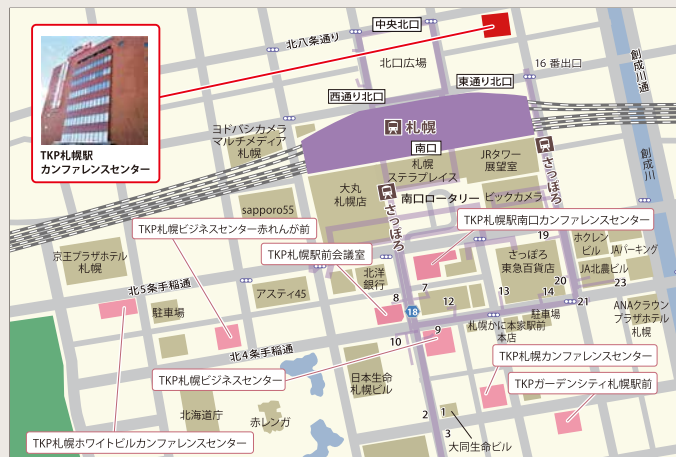 中央北口
北八条通り
北口広場
16 番出口
創成川通
東通り北口
西通り北口
TKP札幌駅
カンファレンスセンター
ヨドバシカメラ
マルチメディア
札幌
札幌
南口
さっぽろ
札幌
ステラプレイス
JRタワー
展望室
創成川
大丸
札幌店
さっぽろ
南口ロータリー
ビックカメラ
sapporo55
TKP札幌ビジネスセンター赤れんが前
TKP札幌駅南口カンファレンスセンター
TKP札幌駅前会議室
19
ホクレン
ビル
JAパーキング
京王プラザホテル
札幌
さっぽろ
東急百貨店
JA北農ビル
北洋
銀行
北5条手稲通
アスティ45
7
8
12
13
14
20
21
23
駐車場
18
駐車場
ANAクラウン
プラザホテル
札幌
札幌かに本家駅前
本店
9
10
北4条手稲通
TKP札幌カンファレンスセンター
TKP札幌ビジネスセンター
日本生命
札幌ビル
TKPガーデンシティ札幌駅前
北海道庁
赤レンガ
1
2
3
TKP札幌ホワイトビルカンファレンスセンター
大同生命ビル